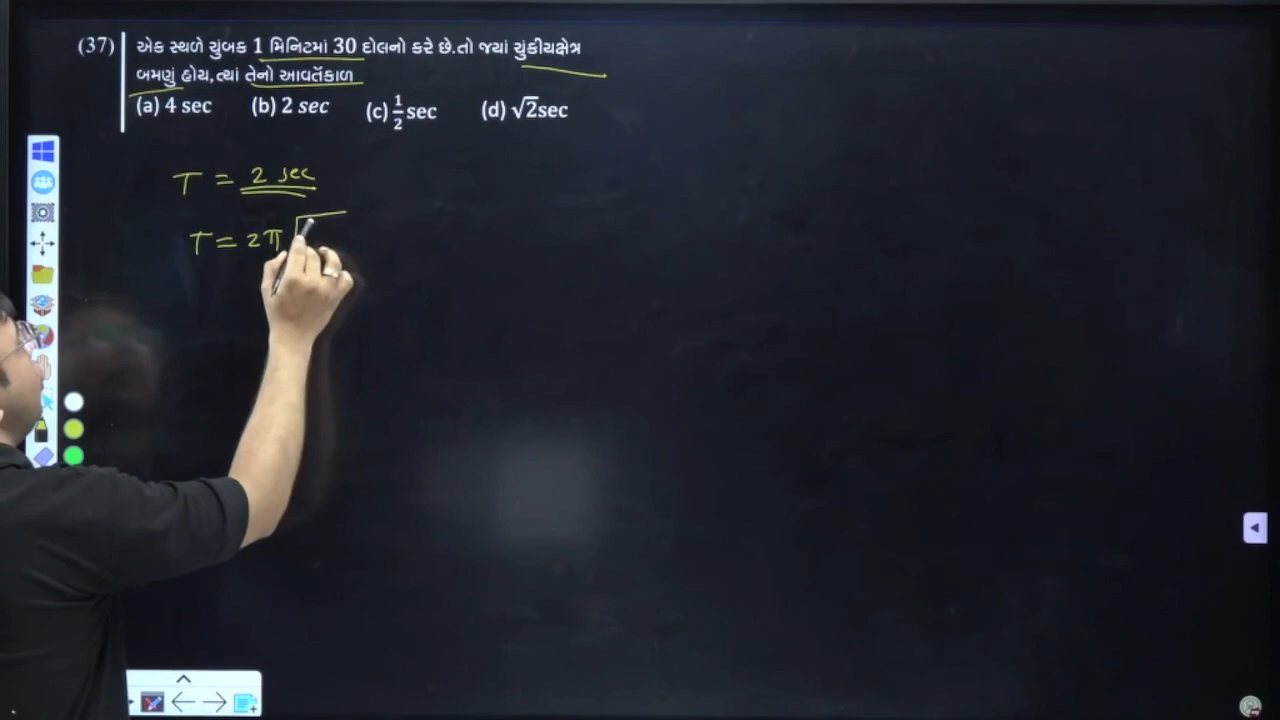 (37) એક સ્થળે ચુંબક 1 મિનિટમાં 30 દોલનો કરે છે.તો જયાં ચુંકીયક્ષેત્ર
બમણું હોય,ત્યાં તેનો આવર્તકાળ
(a) 4 sec (b) 2 sec (c) 1/2 sec (d) √2sec
T = 2 sec
T = 2π √